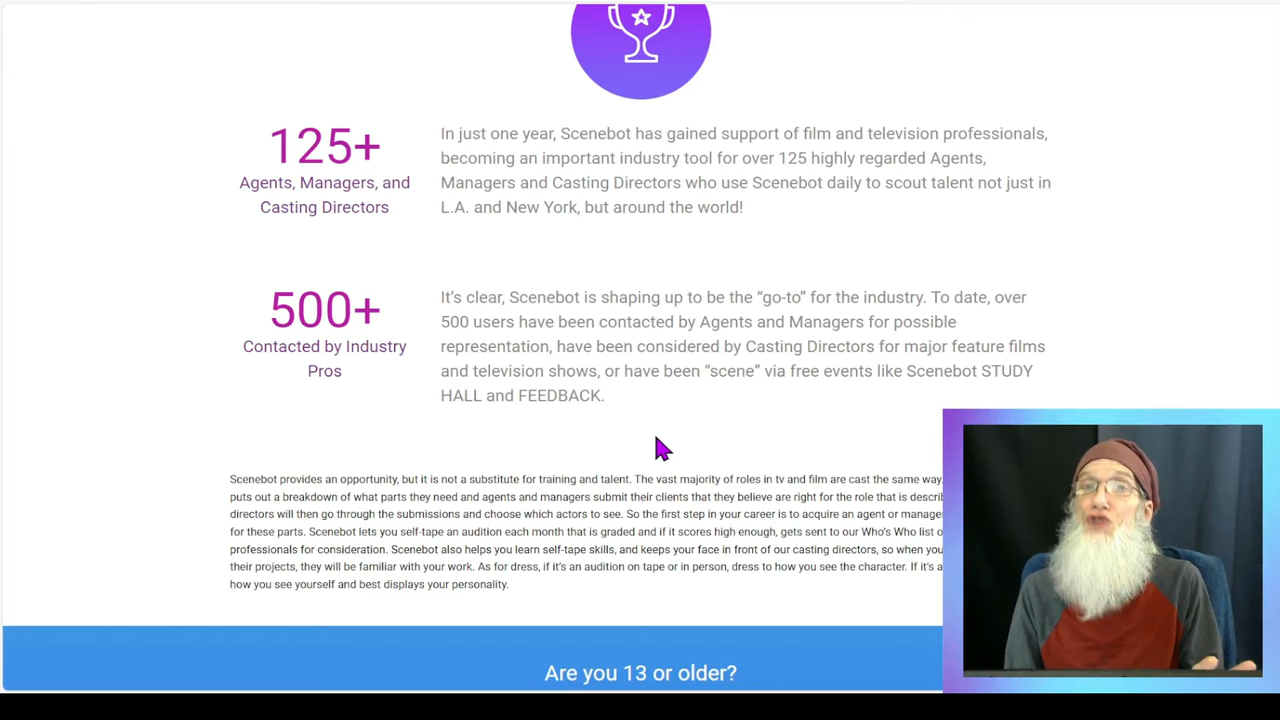 125+
Agents, Managers, and
Casting Directors
In just one year, Scenebot has gained support of film and television professionals,
becoming an important industry tool for over 125 highly regarded Agents,
Managers and Casting Directors who use Scenebot daily to scout talent not just in
L.A. and New York, but around the world!
500+
Contacted by Industry
Pros
It’s clear, Scenebot is shaping up to be the “go-to” for the industry. To date, over
500 users have been contacted by Agents and Managers for possible
representation, have been considered by Casting Directors for major feature films
and television shows, or have been “scene” via free events like Scenebot STUDY
HALL and FEEDBACK.
Scenebot provides an opportunity, but it is not a substitute for training and talent. The vast majority of roles in tv and film are cast the same way.
puts out a breakdown of what parts they need and agents and managers submit their clients that they believe are right for the role that is
directors will then go through the submissions and choose which actors to see. So the first step in your career is to acquire an agent or
for these parts. Scenebot lets you self-tape an audition each month that is graded and if it scores high enough, gets sent to our Who’s Who list
professionals for consideration. Scenebot also helps you learn self-tape skills, and keeps your face in front of our casting directors, so when
their projects, they will be familiar with your work. As for dress, if it’s an audition on tape or in person, dress to how you see the character. If it’s
how you see yourself and best displays your personality.
Are you 13 or older?